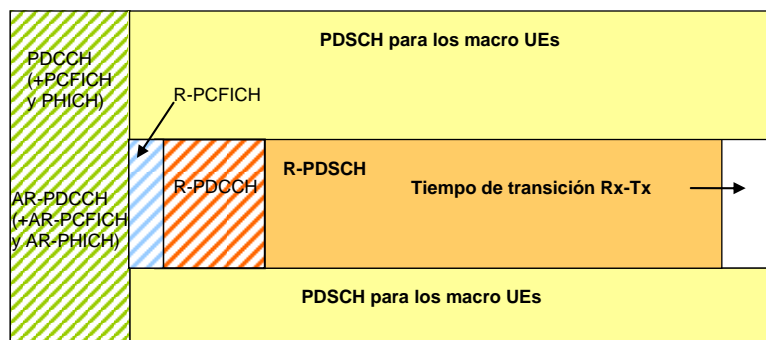 PDSCH para los macro UEs
PDCCH
(+PCFICH
y PHICH)
R-PCFICH
R-PDCCH
R-PDSCH
Tiempo de transición Rx-Tx
AR-PDCCH
(+AR-PCFICH
y AR-PHICH)
PDSCH para los macro UEs